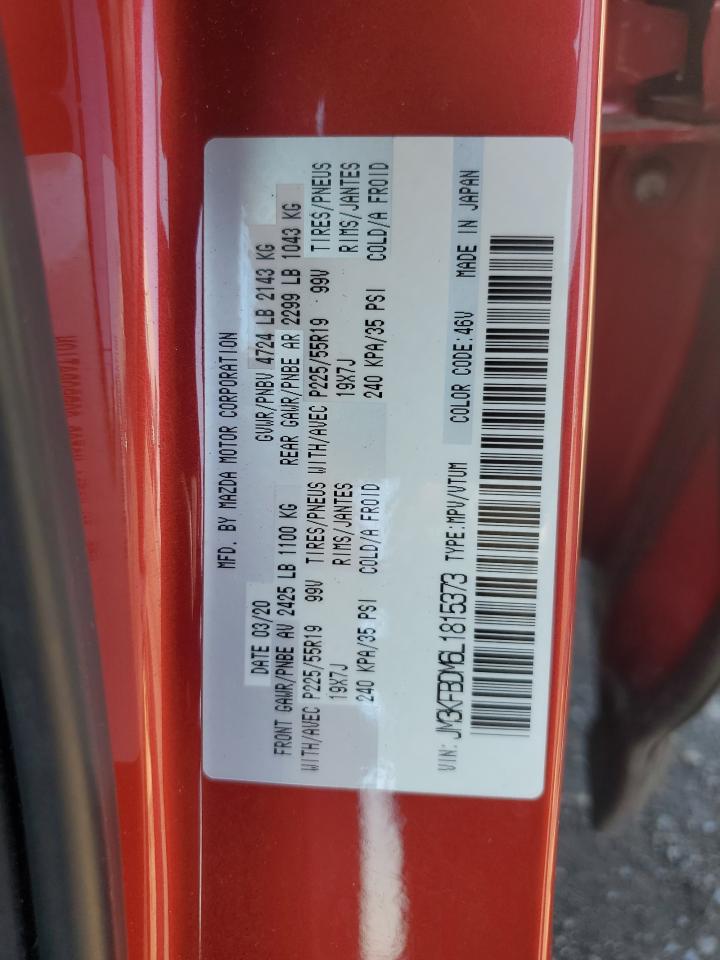 MFD. BY MAZDA MOTOR CORPORATION
DATE 03/20 GVWR/PNBV 4724 LB 2143 KG
FRONT GAWR/PNBE AV 2425 LB 1100 KG REAR GAWR/PNBE AR 2299 LB 1043 KG
WITH/AVEC P225/55R19 99V TIRES/PNEUS WITH/AVEC P225/55R19 99V TIRES/PNEUS
19X7J RIMS/JANTES 19X7J RIMS/JANTES
240 KPA/35 PSI COLD/A FROID 240 KPA/35 PSI COLD/A FROID
VIN: JM3KFBDM6L1815373 TYPE:MPV/VTUM COLOR CODE:46V MADE IN JAPAN